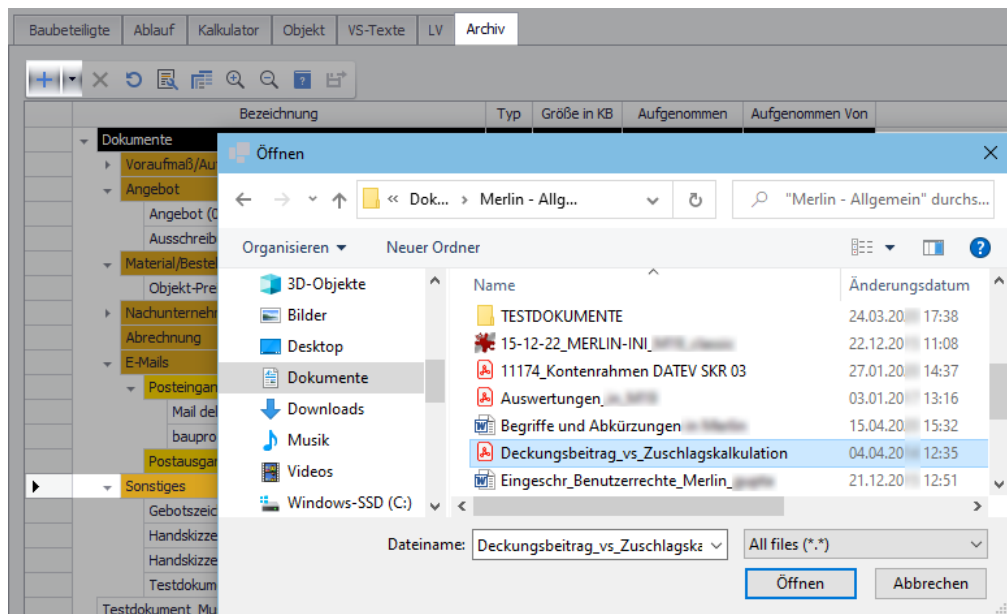 Baubeteiligte Ablauf Kalkulator Objekt VS-Texte LV Archiv
Bezeichnung Typ Größe in KB Aufgenommen Aufgenommen Von
Dokumente
Voraufmaß/Au
Angebot
Angebot (
Ausschreib
Material/Bestel
Objekt-Pre
Nachunternehr
Abrechnung
E-Mails
Posteingan
Mail del
baupro
Postausgar
Sonstiges
Gebotszeic
Handskizze
Handskizze
Testdokum
Testdokument_Mu
Öffnen
« Dok... › Merlin - Allg... "Merlin - Allgemein" durchs...
Organisieren Neuer Ordner
3D-Objekte
Bilder
Desktop
Dokumente
Downloads
Musik
Videos
Windows-SSD (C:)
Name Änderungsdatum
TESTDOKUMENTE 24.03.20 17:38
15-12-22_MERLIN-INI_ 22.12.20 11:08
11174_Kontenrahmen DATEV SKR 03 27.01.20 14:37
Auswertungen_ 03.01.20 13:16
Begriffe und Abkürzungen 15.04.20 15:32
Deckungsbeitrag_vs_Zuschlagskalkulation 04.04.20 12:35
Eingeschr_Benutzerrechte_Merlin_ 21.12.20 12:51
Dateiname: Deckungsbeitrag_vs_Zuschlagska All files (*.*)
Öffnen Abbrechen